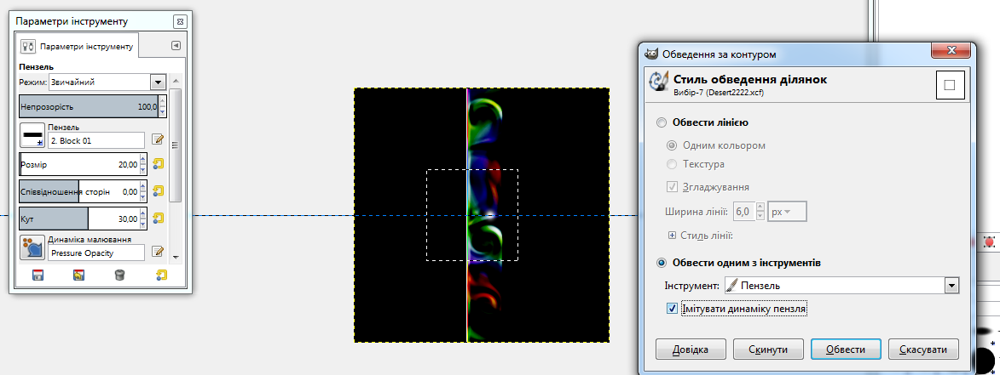 Параметри інструменту
Параметри інструменту
Пензель
Режим: Звичайний
Непрозорість 100,0
Пензель
2. Block 01
Розмір 20,00
Співвідношення сторін 0,00
Кут 30,00
Динаміка малювання
Pressure Opacity
Обведення за контуром
Стиль обведення ділянок
Вибір-7 (Desert2222.xcf)
Обвести лінією
Одним кольором
Текстура
Згладжування
Ширина лінії: 6,0 px
Стиль лінії:
Обвести одним з інструментів
Інструмент: Пензель
Імітувати динаміку пензля
Довідка Скинути Обвести Скасувати